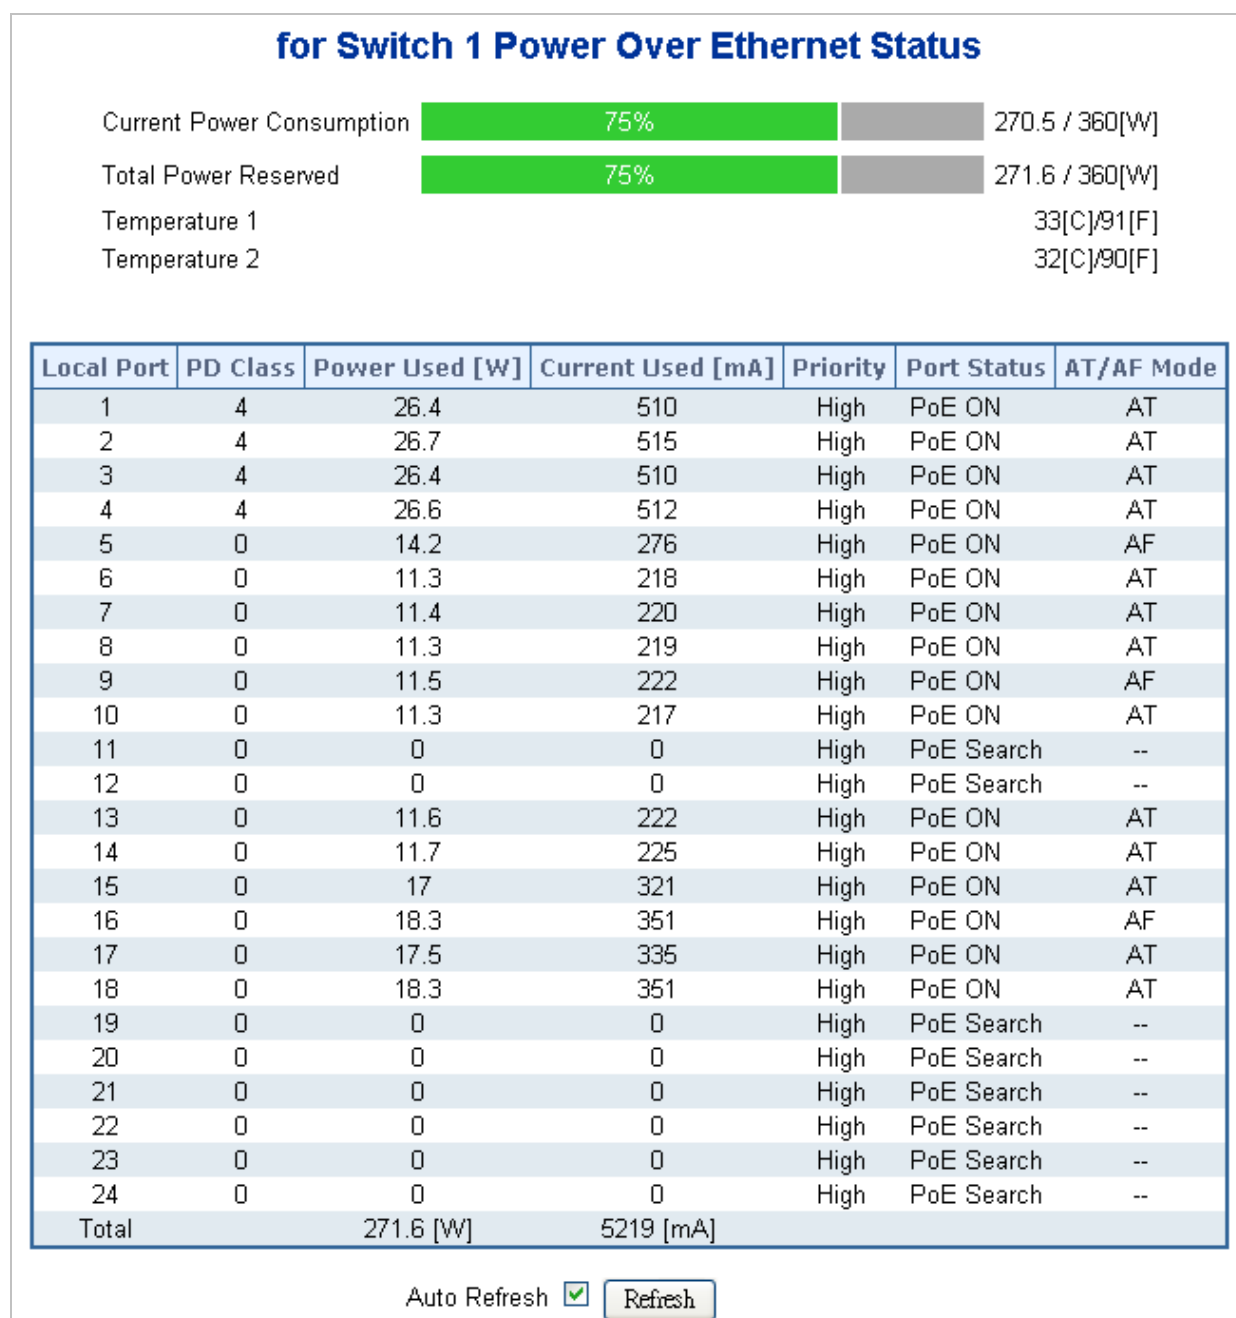 for Switch 1 Power Over Ethernet Status
Current Power Consumption 75% 270.5 / 360[W]
Total Power Reserved 75% 271.6 / 360[W]
Temperature 1 33[C]/91[F]
Temperature 2 32[C]/90[F]
Local Port PD Class Power Used [W] Current Used [mA] Priority Port Status AT/AF Mode
1 4 26.4 510 High PoE ON AT
2 4 26.7 515 High PoE ON AT
3 4 26.4 510 High PoE ON AT
4 4 26.6 512 High PoE ON AT
5 0 14.2 276 High PoE ON AF
6 0 11.3 218 High PoE ON AT
7 0 11.4 220 High PoE ON AT
8 0 11.3 219 High PoE ON AT
9 0 11.5 222 High PoE ON AF
10 0 11.3 217 High PoE ON AT
11 0 0 0 High PoE Search --
12 0 0 0 High PoE Search --
13 0 11.6 222 High PoE ON AT
14 0 11.7 225 High PoE ON AT
15 0 17 321 High PoE ON AT
16 0 18.3 351 High PoE ON AF
17 0 17.5 335 High PoE ON AT
18 0 18.3 351 High PoE ON AT
19 0 0 0 High PoE Search --
20 0 0 0 High PoE Search --
21 0 0 0 High PoE Search --
22 0 0 0 High PoE Search --
23 0 0 0 High PoE Search --
24 0 0 0 High PoE Search --
Total 271.6 [W] 5219 [mA]
Auto Refresh Refresh